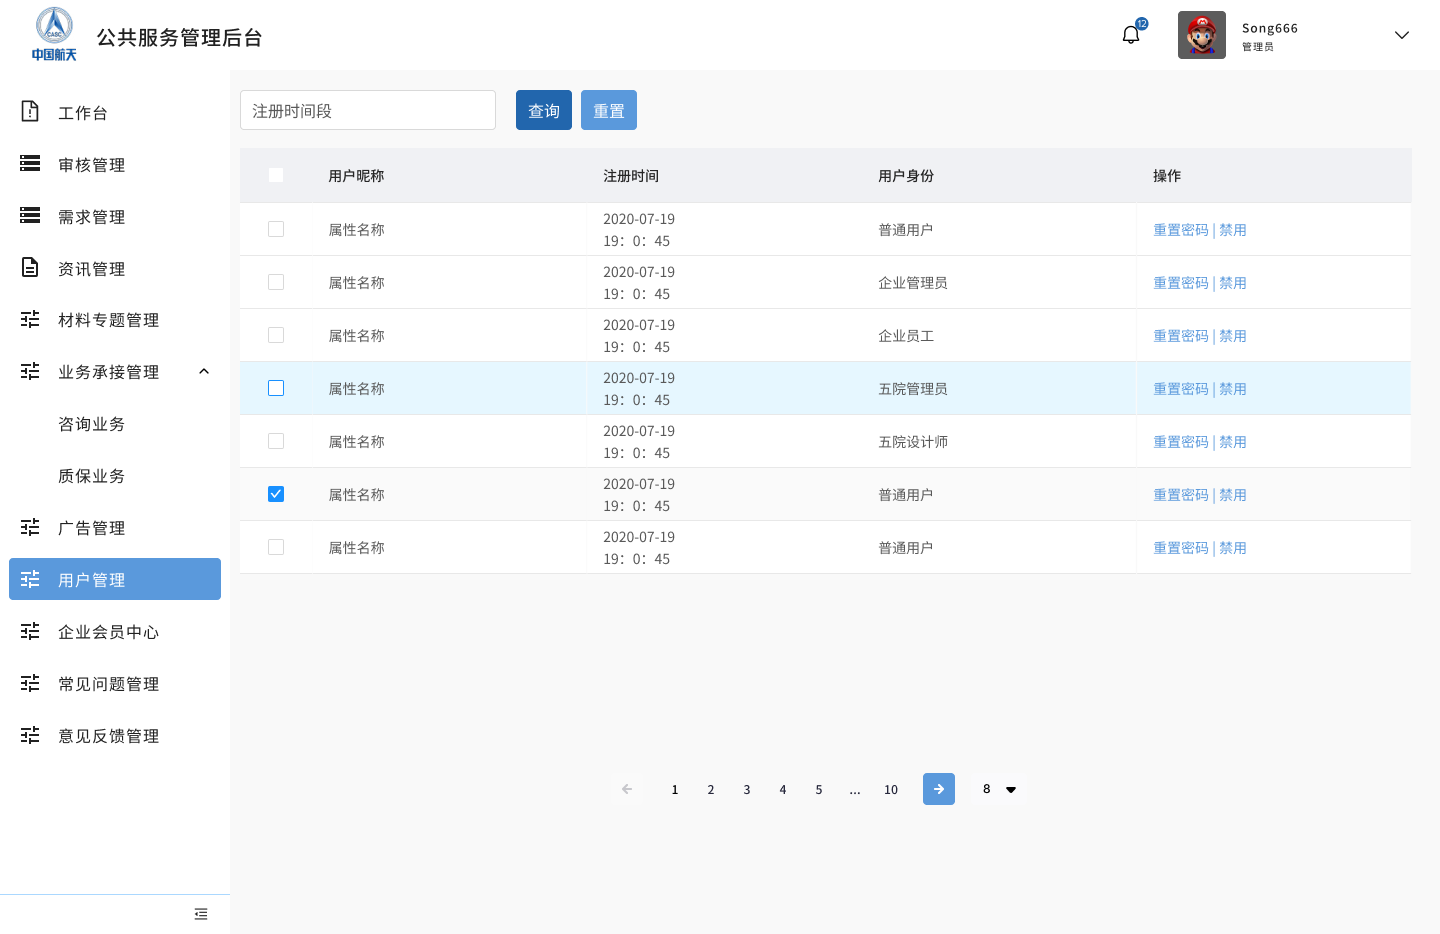 CASC
中国航天
公共服务管理后台
12
Song666
管理员
工作台
审核管理
需求管理
资讯管理
材料专题管理
业务承接管理
咨询业务
质保业务
广告管理
用户管理
企业会员中心
常见问题管理
意见反馈管理
注册时间段
查询
重置
用户昵称 注册时间 用户身份 操作
属性名称 2020-07-19 普通用户 重置密码 | 禁用
19：0：45
属性名称 2020-07-19 企业管理员 重置密码 | 禁用
19：0：45
属性名称 2020-07-19 企业员工 重置密码 | 禁用
19：0：45
属性名称 2020-07-19 五院管理员 重置密码 | 禁用
19：0：45
属性名称 2020-07-19 五院设计师 重置密码 | 禁用
19：0：45
属性名称 2020-07-19 普通用户 重置密码 | 禁用
19：0：45
属性名称 2020-07-19 普通用户 重置密码 | 禁用
19：0：45
1 2 3 4 5 ... 10 8